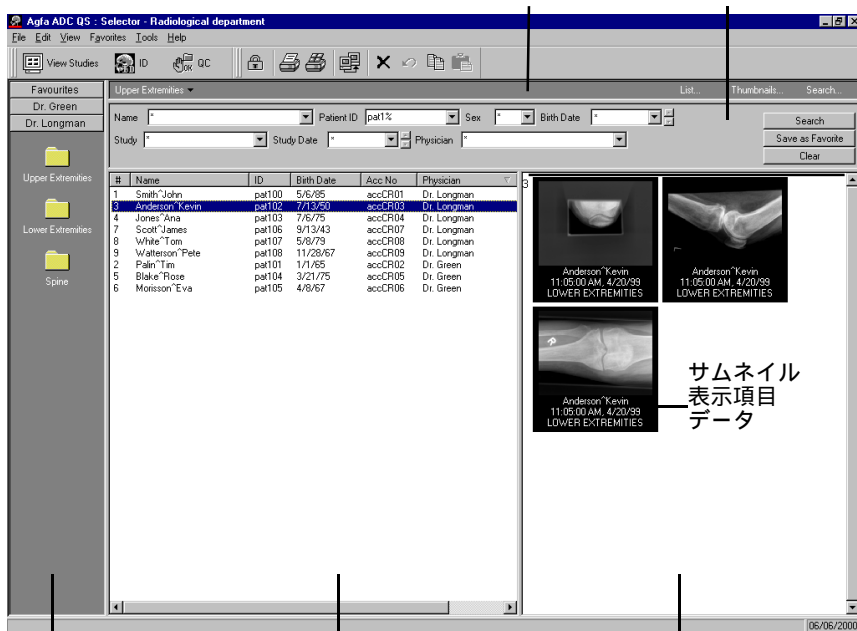 Agfa ADC QS : Selector - Radiological department
File Edit View Favorites Tools Help
View Studies ID OK QC
Favourites
Dr. Green
Dr. Longman
Upper Extremities
Lower Extremities
Spine
Upper Extremities List... Thumbnails... Search...
Name * Patient ID pat1% Sex * Birth Date *
Study * Study Date * Physician *
Search
Save as Favorite
Clear
# Name ID Birth Date Acc No Physician
1 Smith^John pat100 5/6/85 accCR01 Dr. Longman
3 Anderson^Kevin pat102 7/13/50 accCR03 Dr. Longman
4 Jones^Ana pat103 7/6/75 accCR04 Dr. Longman
7 Scott^James pat106 9/13/43 accCR07 Dr. Longman
8 White^Tom pat107 5/8/79 accCR08 Dr. Longman
9 Watterson^Pete pat108 11/28/67 accCR09 Dr. Longman
2 Palin^Tim pat101 1/1/65 accCR02 Dr. Green
5 Blake^Rose pat104 3/21/75 accCR05 Dr. Green
6 Morisson^Eva pat105 4/8/67 accCR06 Dr. Green
3
Anderson^Kevin
11:05:00 AM, 4/20/99
LOWER EXTREMITIES
Anderson^Kevin
11:05:00 AM, 4/20/99
LOWER EXTREMITIES
R
Anderson^Kevin
11:05:00 AM, 4/20/99
LOWER EXTREMITIES
サムネイル
表示項目
データ
06/06/2000